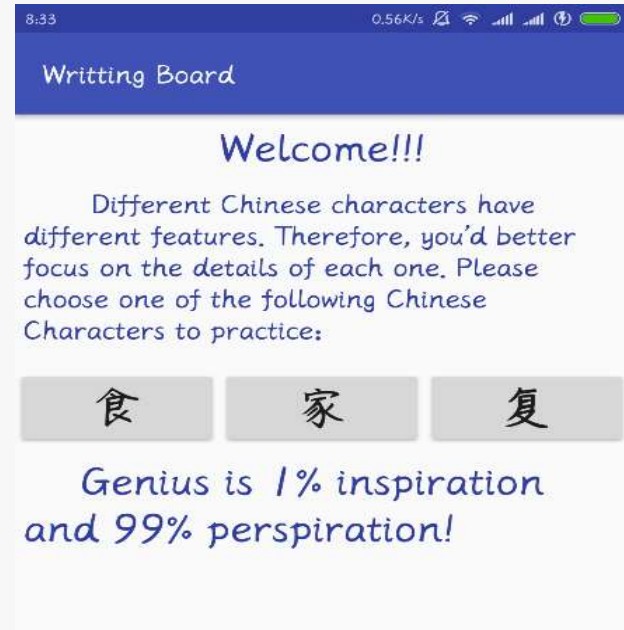 8:33 0.56K/s
Writting Board
Welcome!!!
Different Chinese characters have
different features. Therefore, you'd better
focus on the details of each one. Please
choose one of the following Chinese
Characters to practice:
食 家 复
Genius is 1% inspiration
and 99% perspiration!